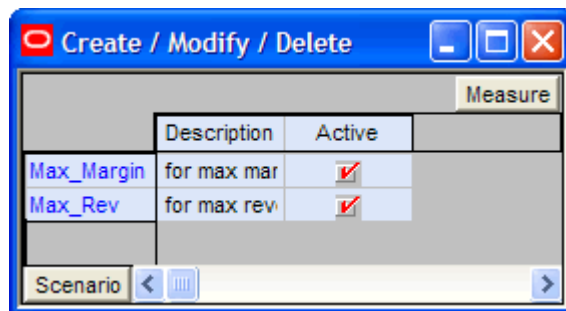 Create / Modify / Delete
Measure
Description Active
Max_Margin for max mar
Max_Rev for max rev
Scenario